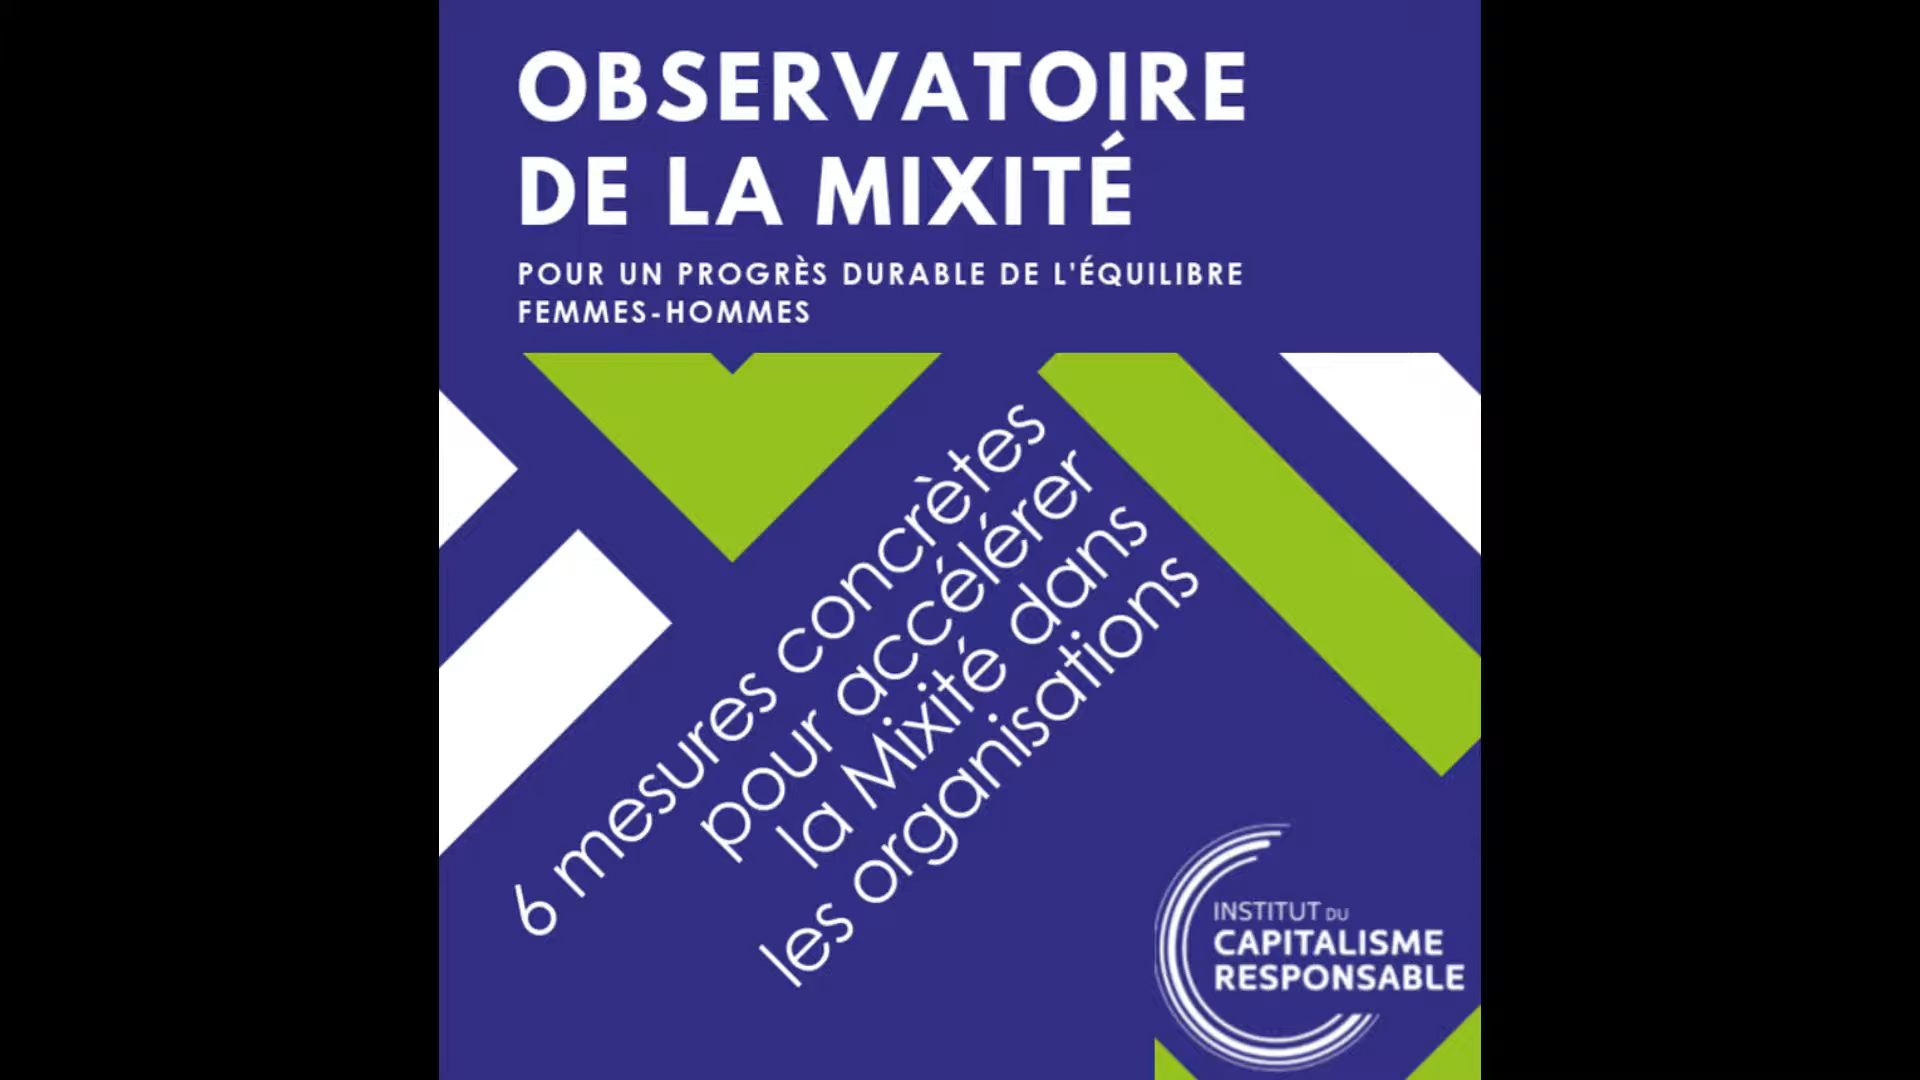 OBSERVATOIRE
DE LA MIXITÉ
POUR UN PROGRÈS DURABLE DE L'ÉQUILIBRE
FEMMES-HOMMES
6 mesures concrètes
pour accélérer
la Mixité dans
les organisations
INSTITUT DU
CAPITALISME
RESPONSABLE